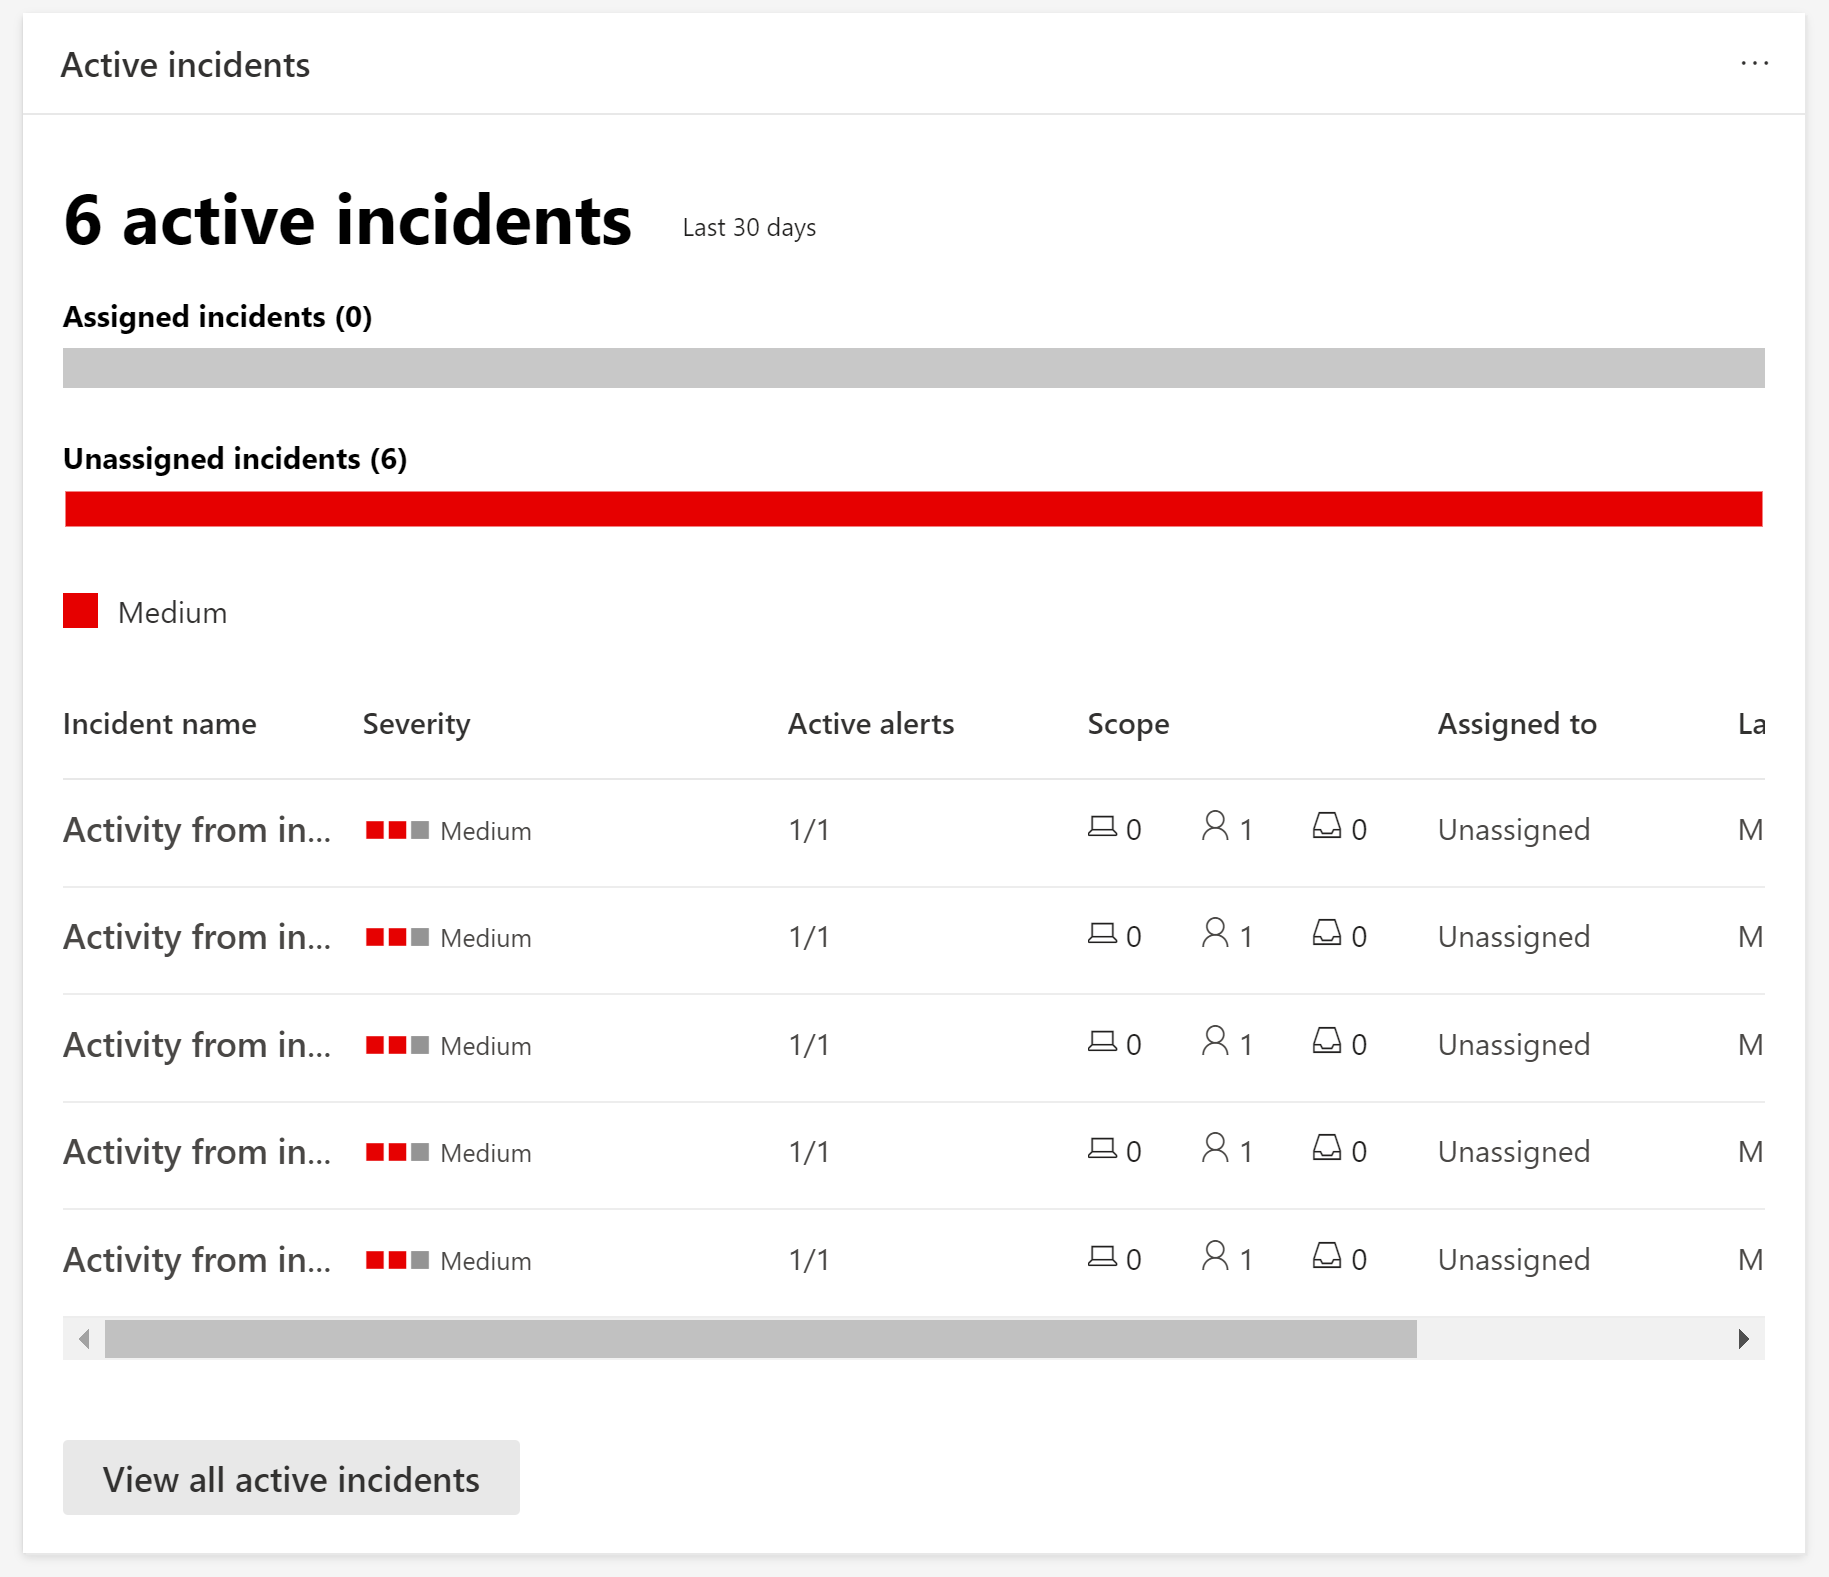 Active incidents
6 active incidents Last 30 days
Assigned incidents (0)
Unassigned incidents (6)
Medium
Incident name Severity Active alerts Scope Assigned to La
Activity from in... Medium 1/1 0 1 0 Unassigned M
Activity from in... Medium 1/1 0 1 0 Unassigned M
Activity from in... Medium 1/1 0 1 0 Unassigned M
Activity from in... Medium 1/1 0 1 0 Unassigned M
Activity from in... Medium 1/1 0 1 0 Unassigned M
View all active incidents